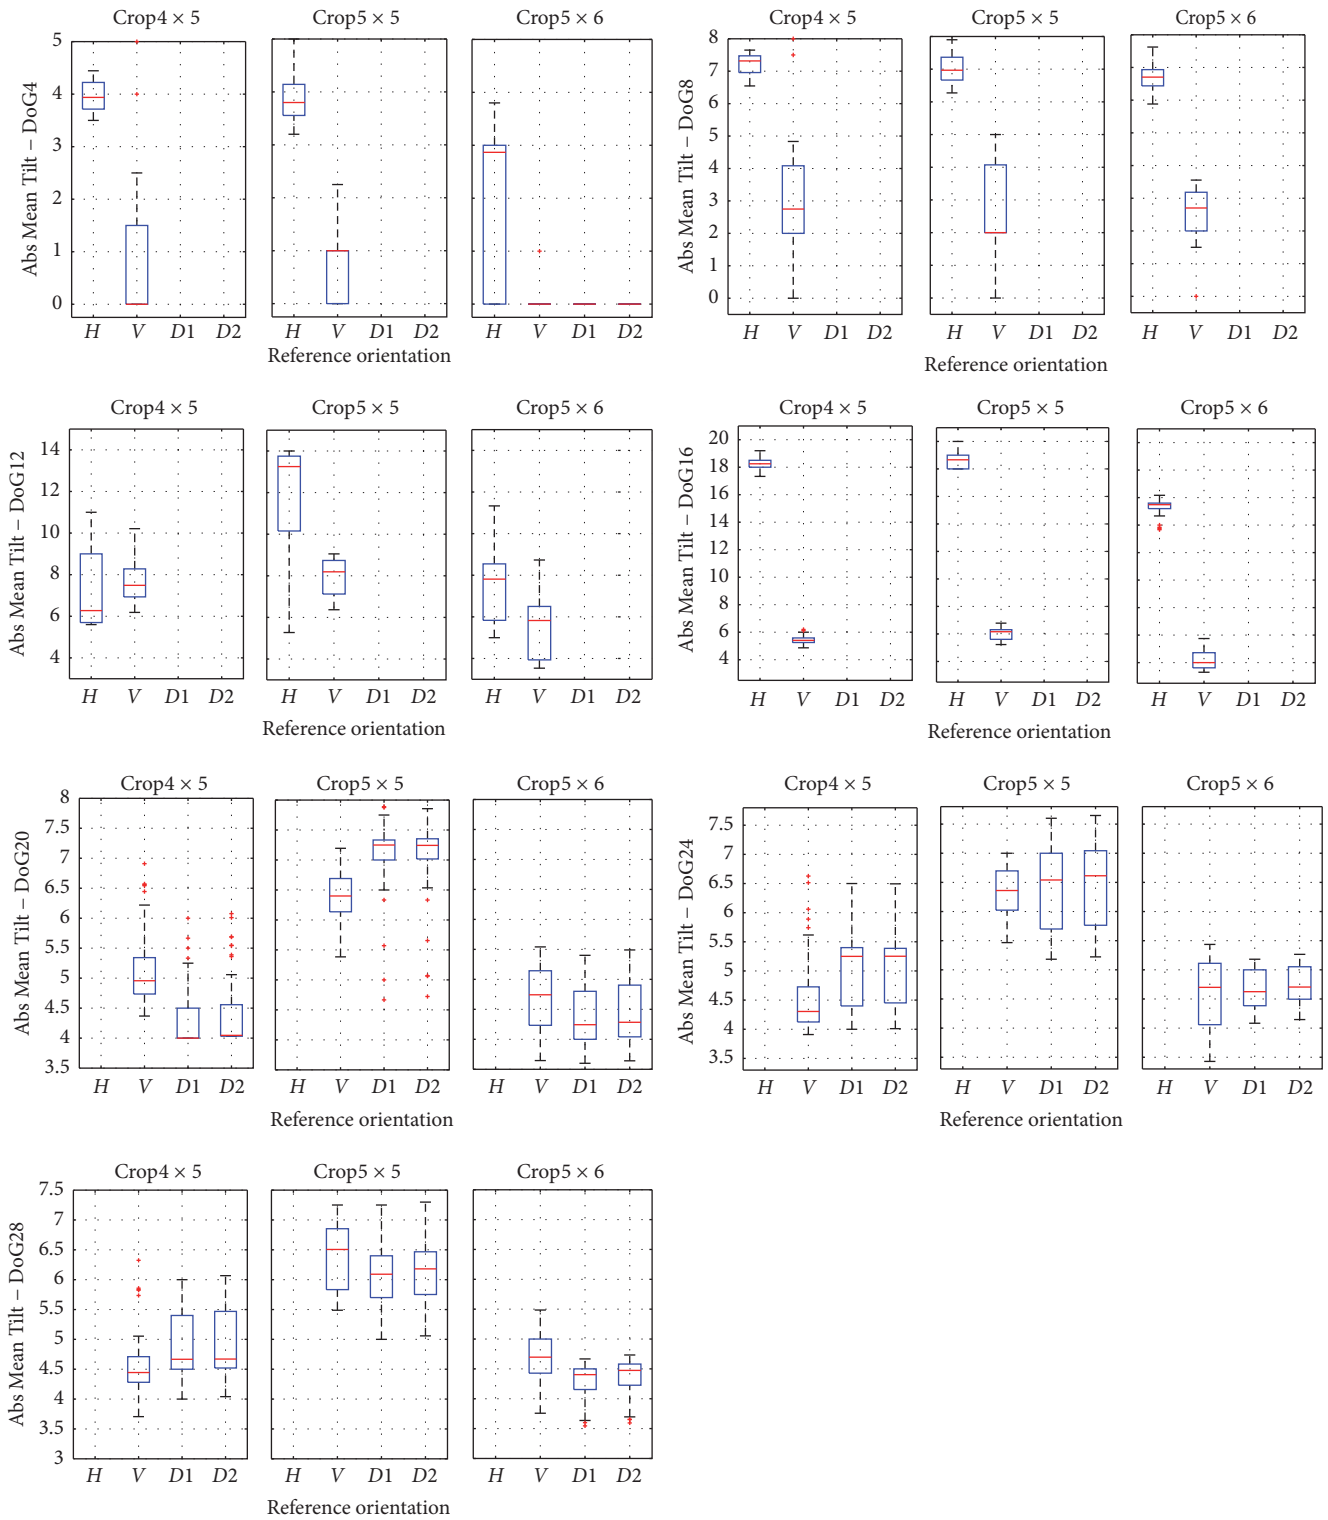 Crop4 × 5 Crop5 × 5 Crop5 × 6
Abs Mean Tilt – DoG4
5
4
3
2
1
0
H V D1 D2 H V D1 D2 H V D1 D2
Reference orientation
Crop4 × 5 Crop5 × 5 Crop5 × 6
Abs Mean Tilt – DoG8
8
7
6
5
4
3
2
1
0
H V D1 D2 H V D1 D2 H V D1 D2
Reference orientation
Crop4 × 5 Crop5 × 5 Crop5 × 6
Abs Mean Tilt – DoG12
14
12
10
8
6
4
H V D1 D2 H V D1 D2 H V D1 D2
Reference orientation
Crop4 × 5 Crop5 × 5 Crop5 × 6
Abs Mean Tilt – DoG16
20
18
16
14
12
10
8
6
4
H V D1 D2 H V D1 D2 H V D1 D2
Reference orientation
Crop4 × 5 Crop5 × 5 Crop5 × 6
Abs Mean Tilt – DoG20
8
7.5
7
6.5
6
5.5
5
4.5
4
3.5
H V D1 D2 H V D1 D2 H V D1 D2
Reference orientation
Crop4 × 5 Crop5 × 5 Crop5 × 6
Abs Mean Tilt – DoG24
7.5
7
6.5
6
5.5
5
4.5
4
3.5
H V D1 D2 H V D1 D2 H V D1 D2
Reference orientation
Crop4 × 5 Crop5 × 5 Crop5 × 6
Abs Mean Tilt – DoG28
7.5
7
6.5
6
5.5
5
4.5
4
3.5
3
H V D1 D2 H V D1 D2 H V D1 D2
Reference orientation